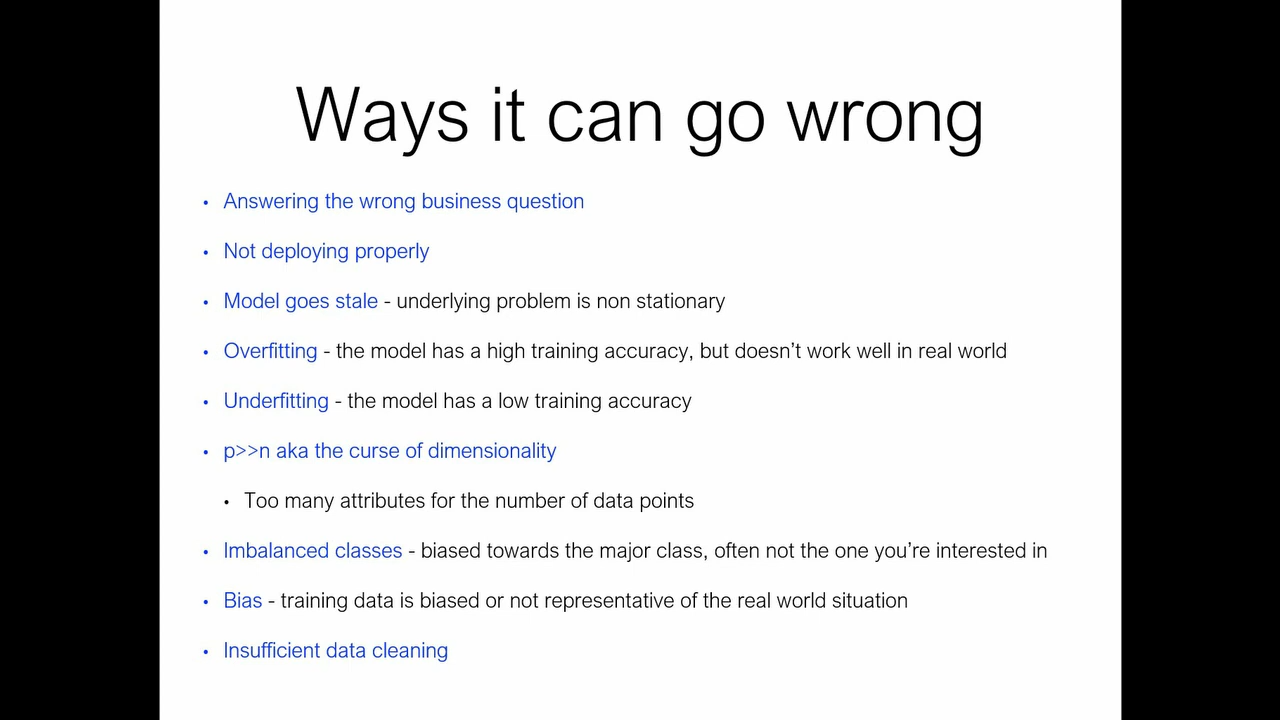 Ways it can go wrong
• Answering the wrong business question
• Not deploying properly
• Model goes stale - underlying problem is non stationary
• Overfitting - the model has a high training accuracy, but doesn’t work well in real world
• Underfitting - the model has a low training accuracy
• p>>n aka the curse of dimensionality
• Too many attributes for the number of data points
• Imbalanced classes - biased towards the major class, often not the one you’re interested in
• Bias - training data is biased or not representative of the real world situation
• Insufficient data cleaning